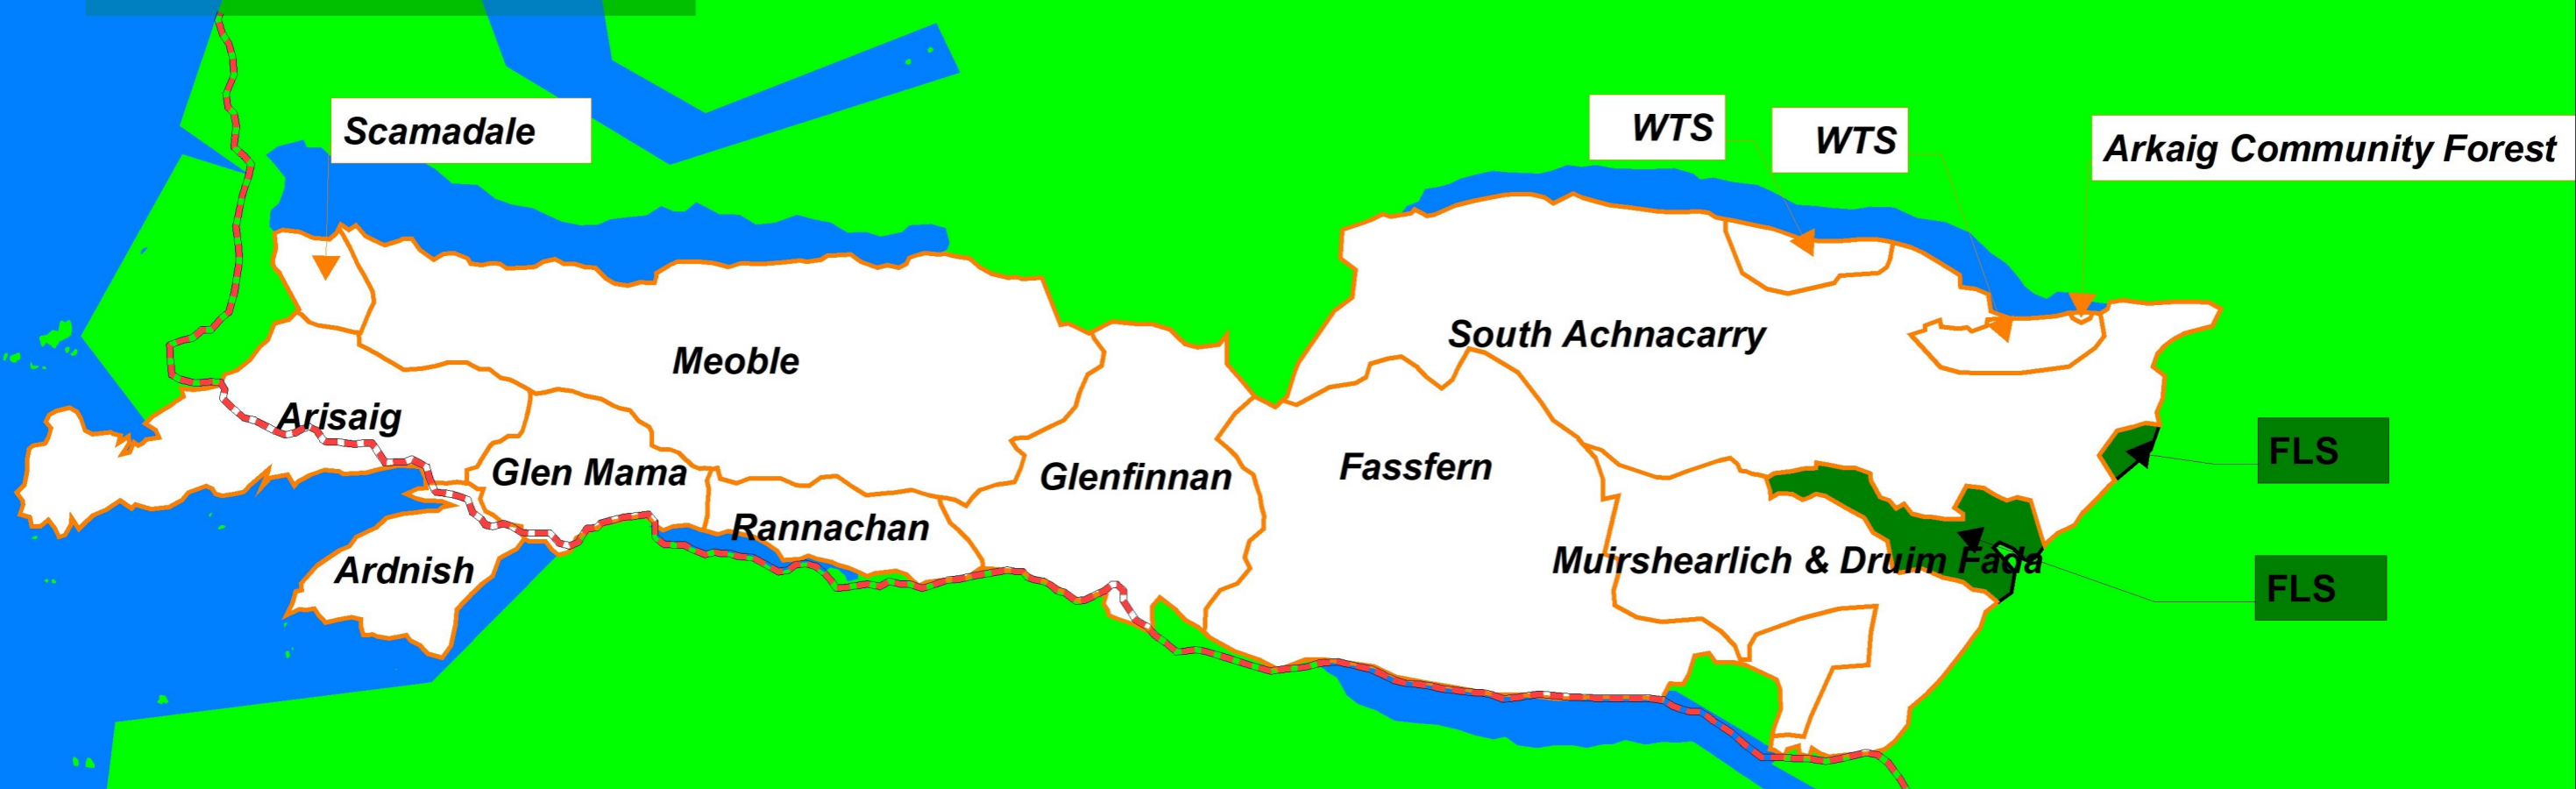 WTS
WTS
Scamadale
Arkaig Community Forest
South Achnacarry
Meoble
Arisaig
FLS
Glen Mama
Glenfinnan
Fassfern
Rannachan
Ardnish
Muirshearlich & Druim Fada
FLS